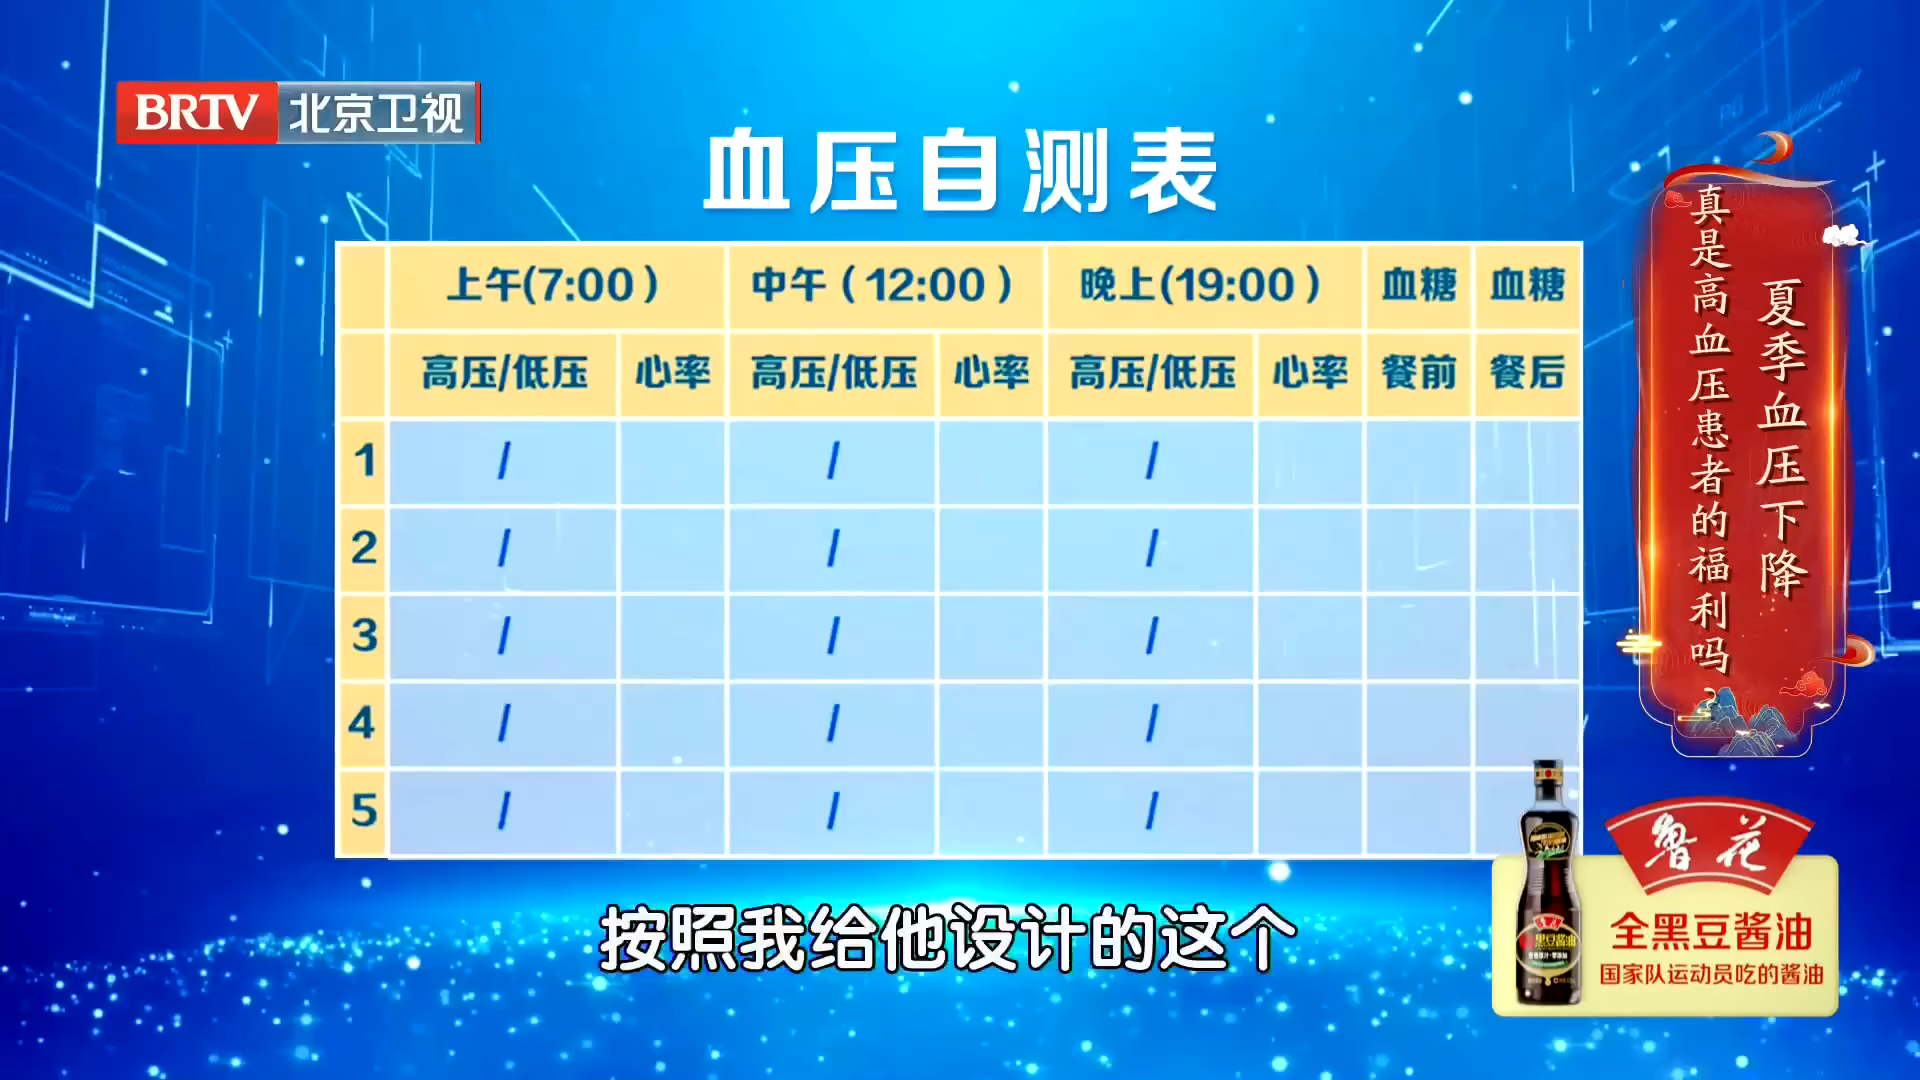 BRTV 北京卫视
血压自测表
上午(7:00) 中午(12:00) 晚上(19:00) 血糖 血糖
高压/低压 心率 高压/低压 心率 高压/低压 心率 餐前 餐后
1 / / /
2 / / /
3 / / /
4 / / /
5 / / /
夏季血压下降
真是高血压患者的福利吗
按照我给他设计的这个
鲁花
全黑豆酱油
国家队运动员吃的酱油